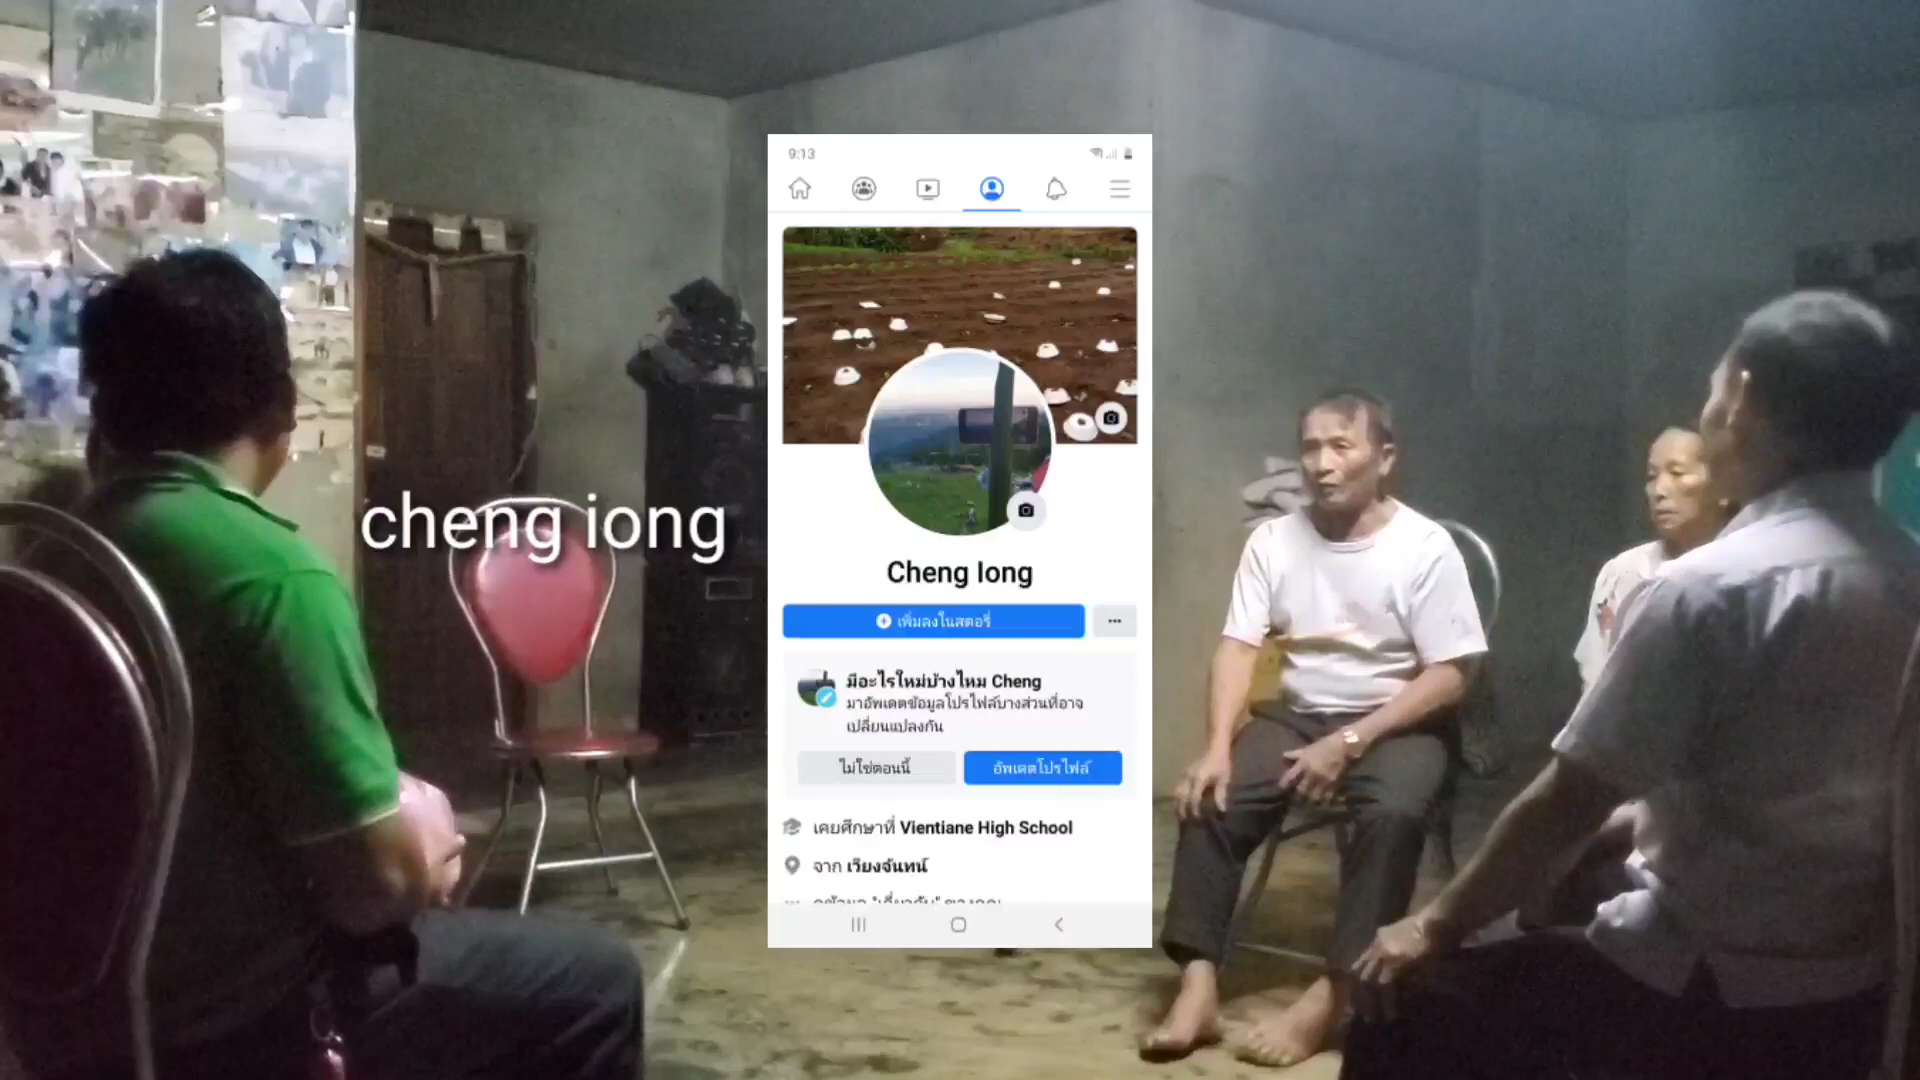 cheng iong
9:13
Cheng Iong
เพิ่มลงในสตอรี่
มีอะไรใหม่บ้างไหม Cheng
มาอัพเดตข้อมูลโปรไฟล์บางส่วนที่อาจ
เปลี่ยนแปลงกัน
ไม่ใช่ตอนนี้
อัพเดตโปรไฟล์
เคยศึกษาที่ Vientiane High School
จาก เวียงจันทน์